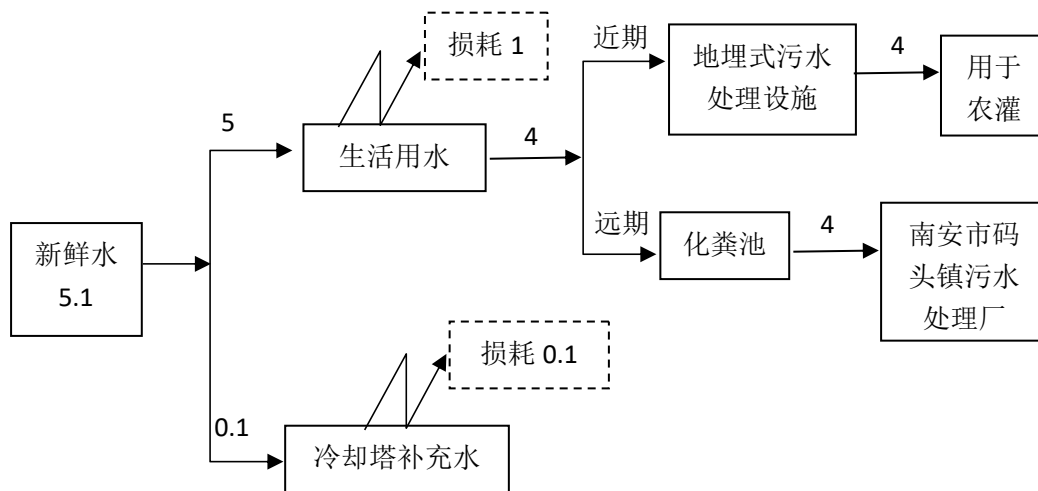 损耗 1
近期
地埋式污水
处理设施
4
用于
农灌
5
生活用水
4
新鲜水
5.1
远期
化粪池
4
南安市码
头镇污水
处理厂
损耗 0.1
0.1
冷却塔补充水